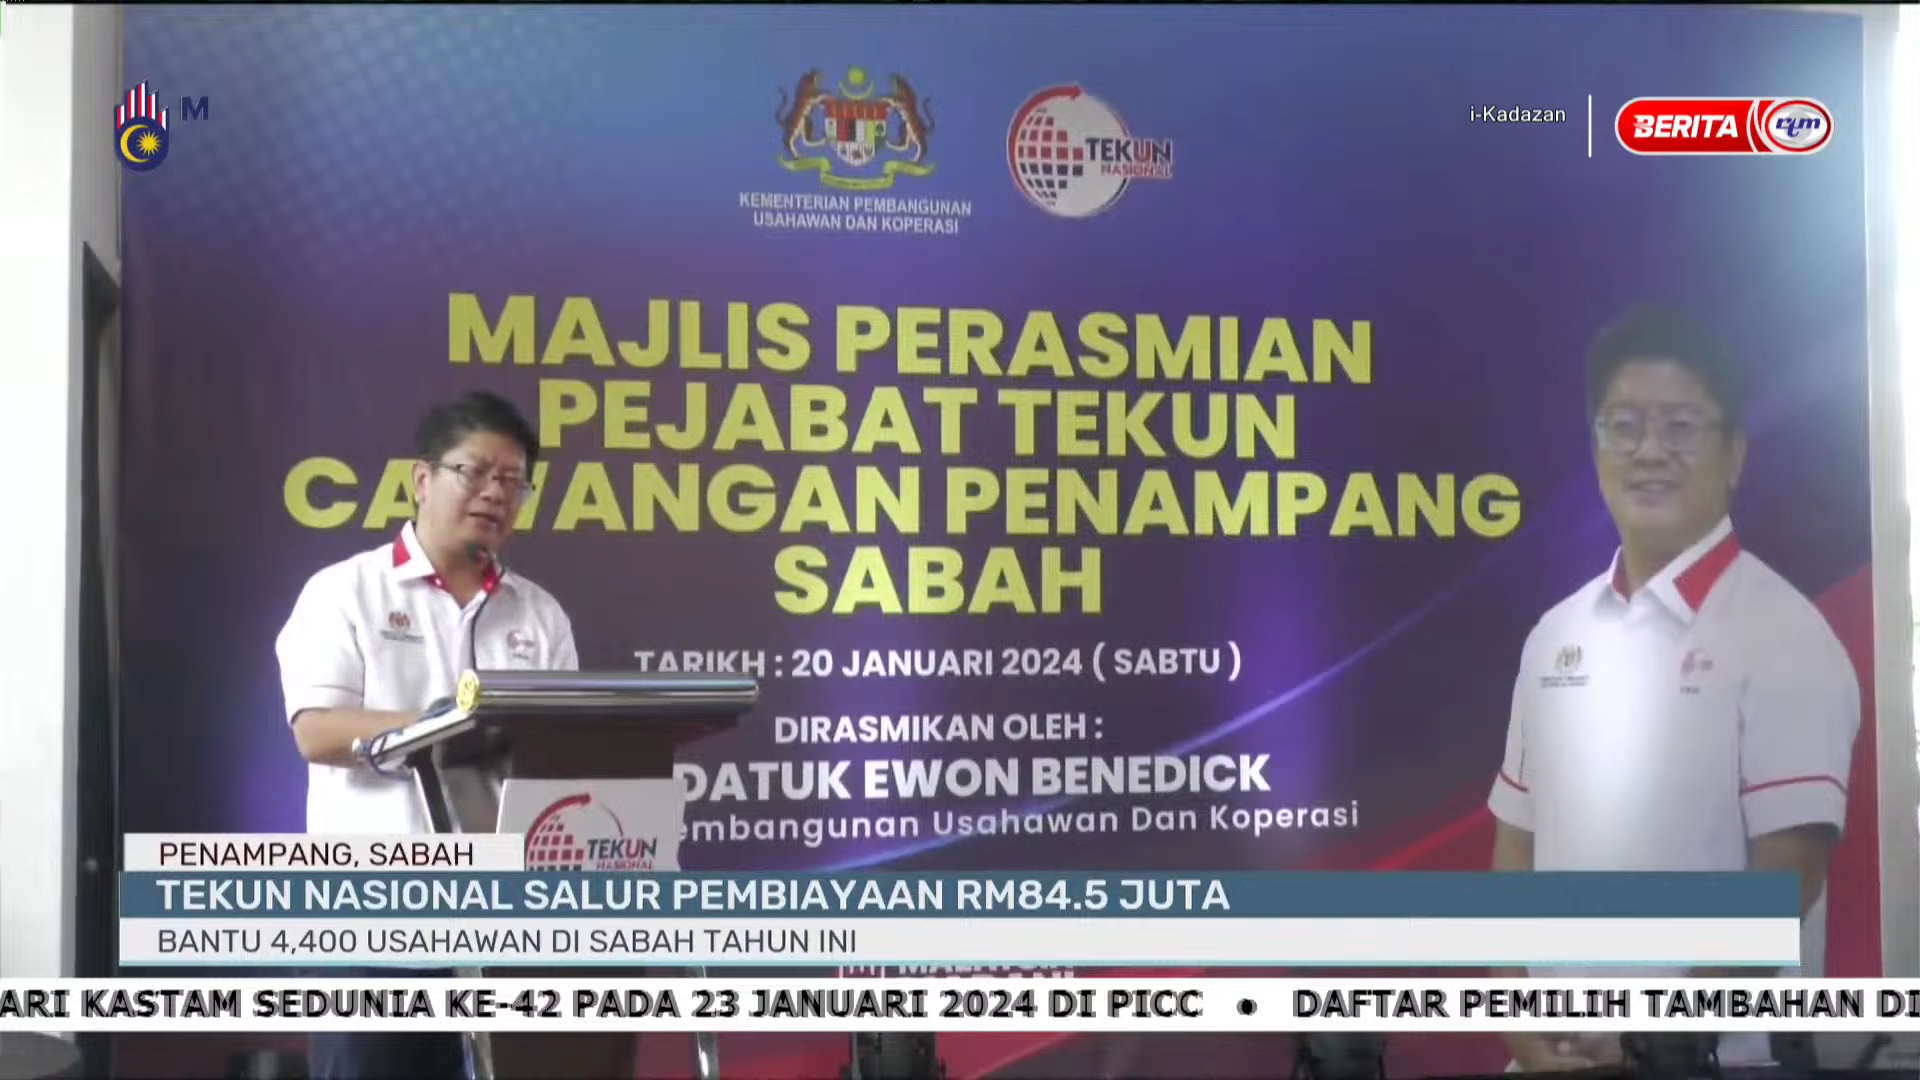 M
i-Kadazan
BERITA rtm
KEMENTERIAN PEMBANGUNAN
USAHAWAN DAN KOPERASI
TEKUN
NASIONAL
MAJLIS PERASMIAN
PEJABAT TEKUN
CAWANGAN PENAMPANG
SABAH
TARIKH : 20 JANUARI 2024 ( SABTU )
DIRASMIKAN OLEH :
DATUK EWON BENEDICK
embangunan Usahawan Dan Koperasi
TEKUN
NASIONAL
PENAMPANG, SABAH
TEKUN NASIONAL SALUR PEMBIAYAAN RM84.5 JUTA
BANTU 4,400 USAHAWAN DI SABAH TAHUN INI
ARI KASTAM SEDUNIA KE-42 PADA 23 JANUARI 2024 DI PICC • DAFTAR PEMILIH TAMBAHAN DI